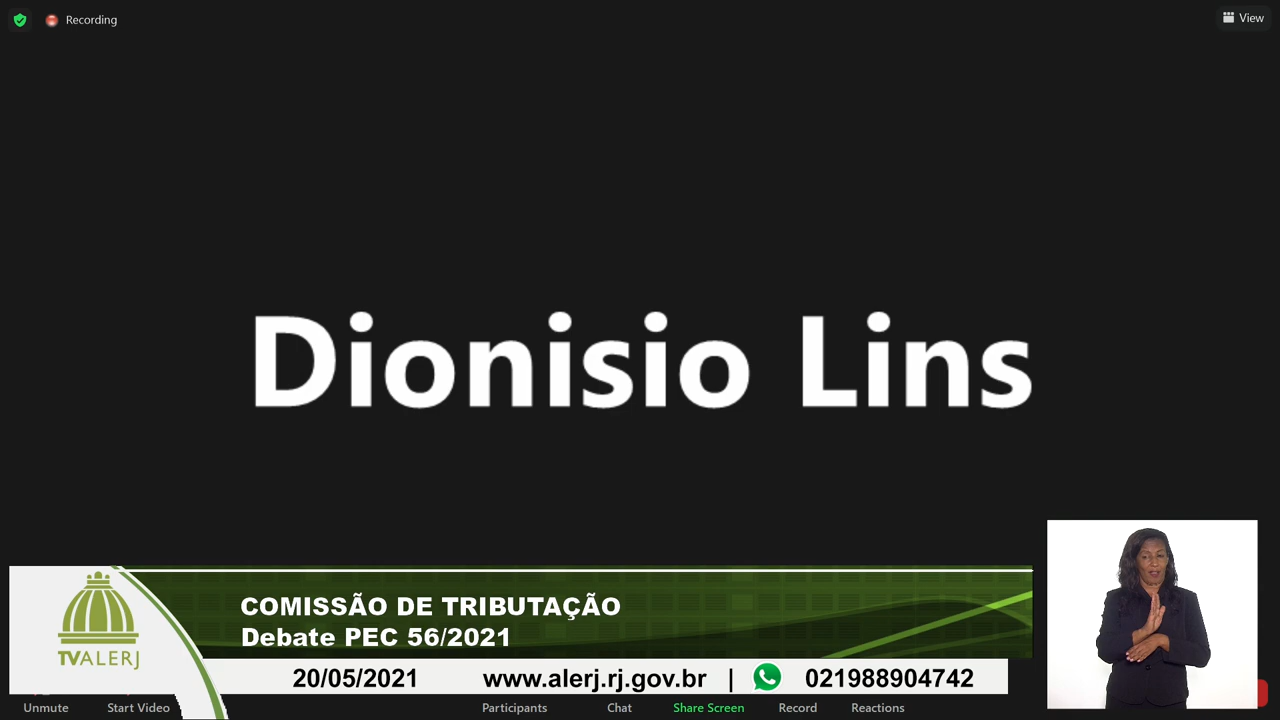 Recording
View
Dionisio Lins
COMISSÃO DE TRIBUTAÇÃO
Debate PEC 56/2021
TVALERJ
20/05/2021 www.alerj.rj.gov.br | 021988904742
Unmute Start Video Participants Chat Share Screen Record Reactions